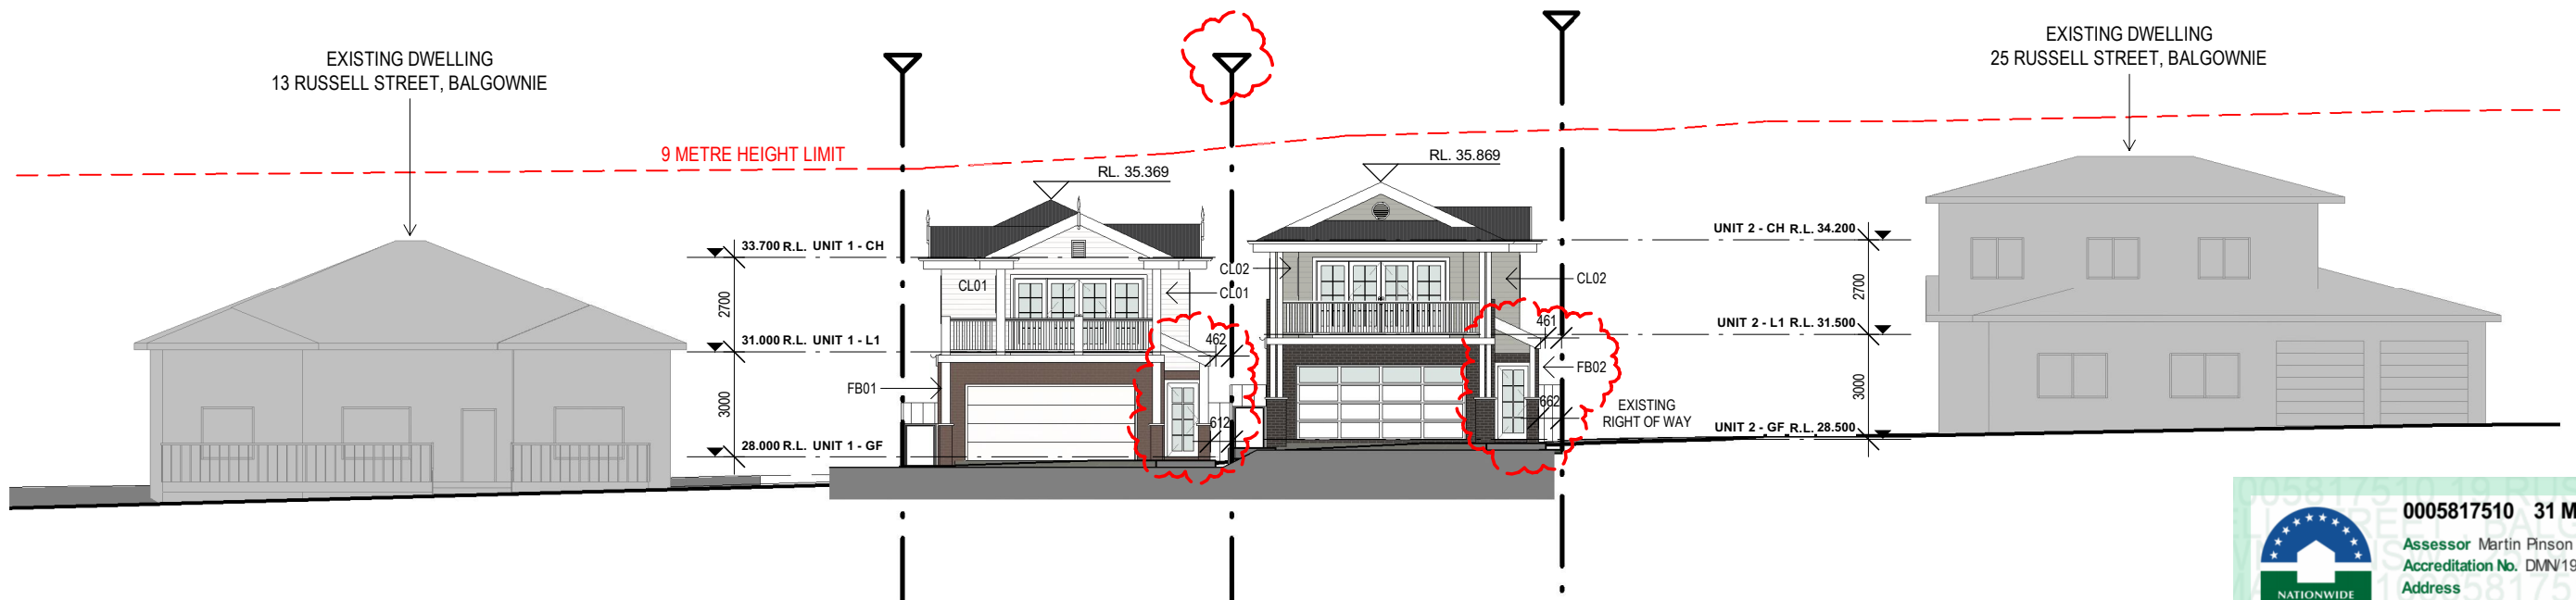 EXISTING DWELLING
13 RUSSELL STREET, BALGOWNIE
EXISTING DWELLING
25 RUSSELL STREET, BALGOWNIE
9 METRE HEIGHT LIMIT
RL. 35.369
RL. 35.869
33.700 R.L. UNIT 1 - CH
2700
31.000 R.L. UNIT 1 - L1
3000
28.000 R.L. UNIT 1 - GF
CL01
CL01
FB01
462
612
CL02
CL02
461
FB02
662
EXISTING
RIGHT OF WAY
UNIT 2 - CH R.L. 34.200
2700
UNIT 2 - L1 R.L. 31.500
3000
UNIT 2 - GF R.L. 28.500
0005817510 31 M
Assessor Martin Pinson
Accreditation No. DMN/19
Address
NATIONWIDE